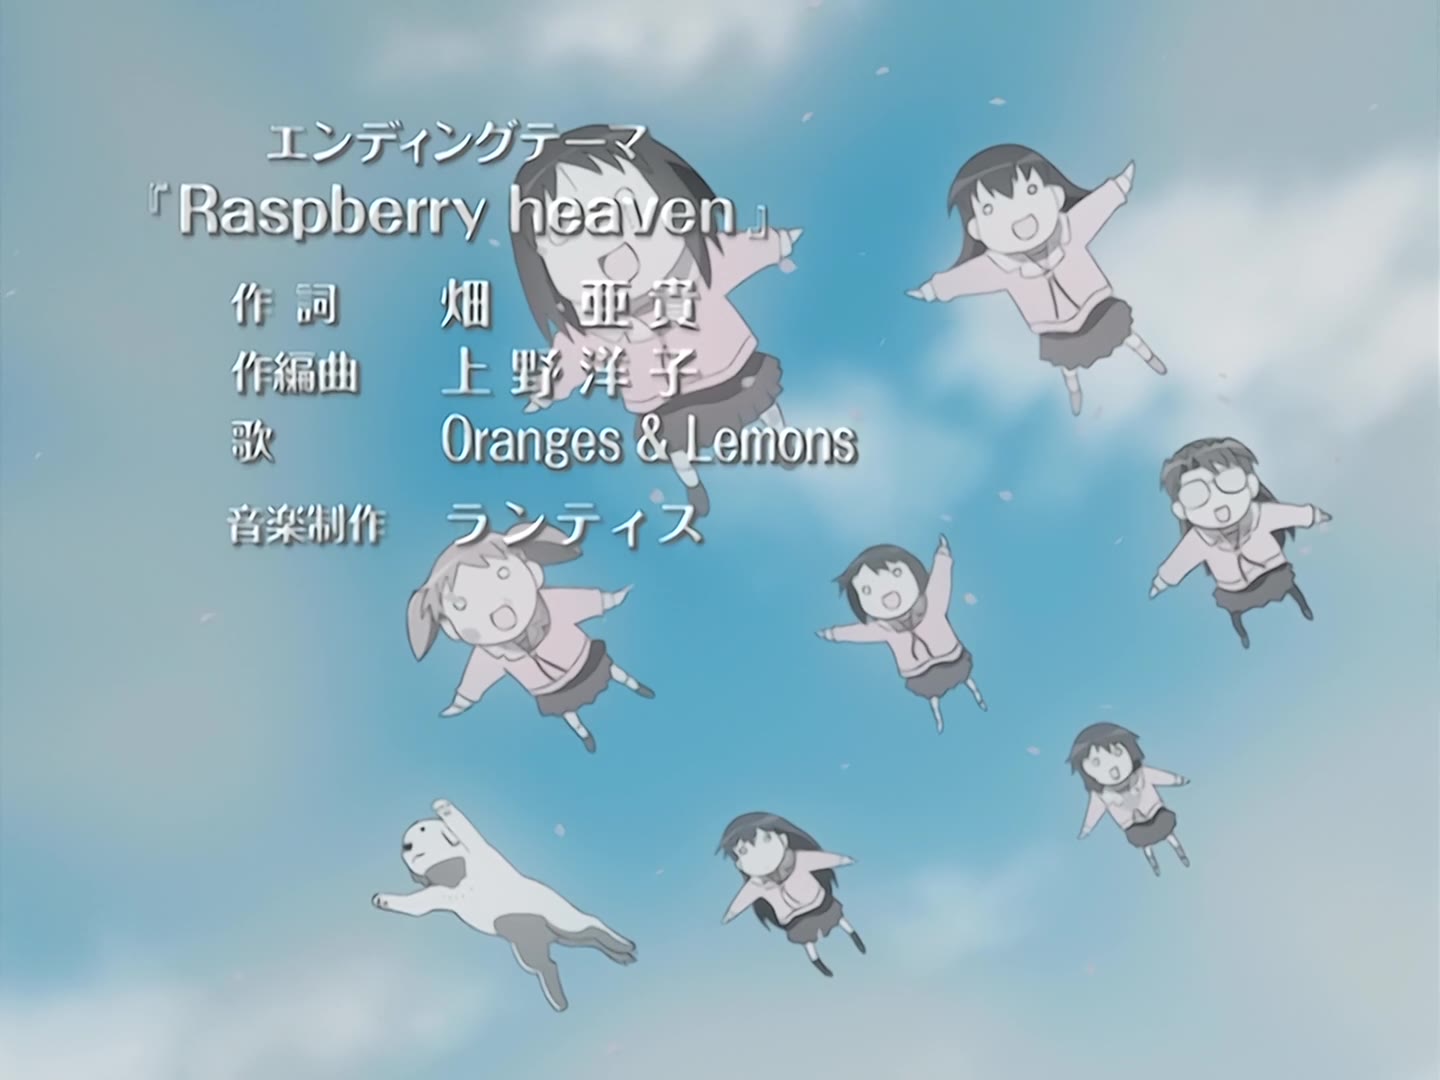 エンディングテーマ
『Raspberry heaven』
作 詞 畑 亜 貴
作編曲 上 野 洋 子
歌 Oranges & Lemons
音楽制作 ランティス